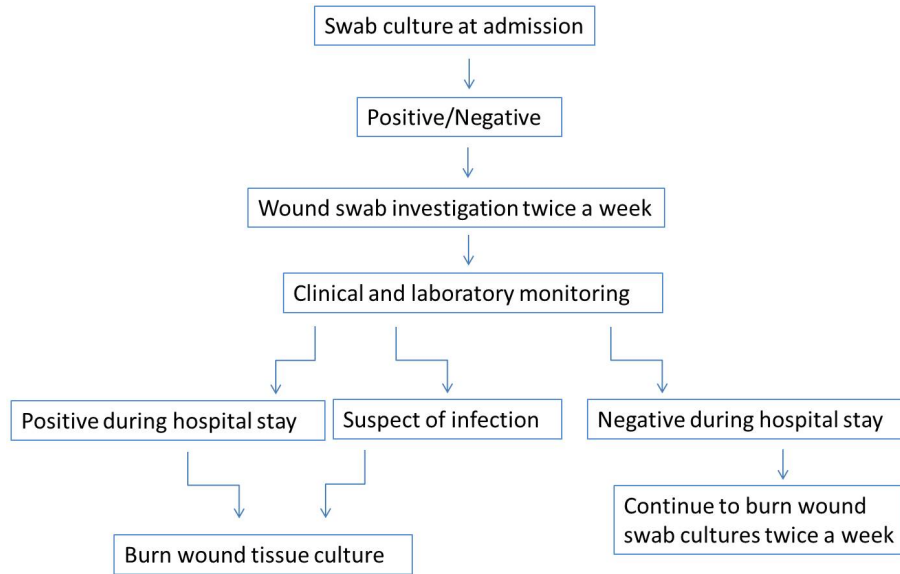 Swab culture at admission
Positive/Negative
Wound swab investigation twice a week
Clinical and laboratory monitoring
Positive during hospital stay
Suspect of infection
Negative during hospital stay
Continue to burn wound
swab cultures twice a week
Burn wound tissue culture